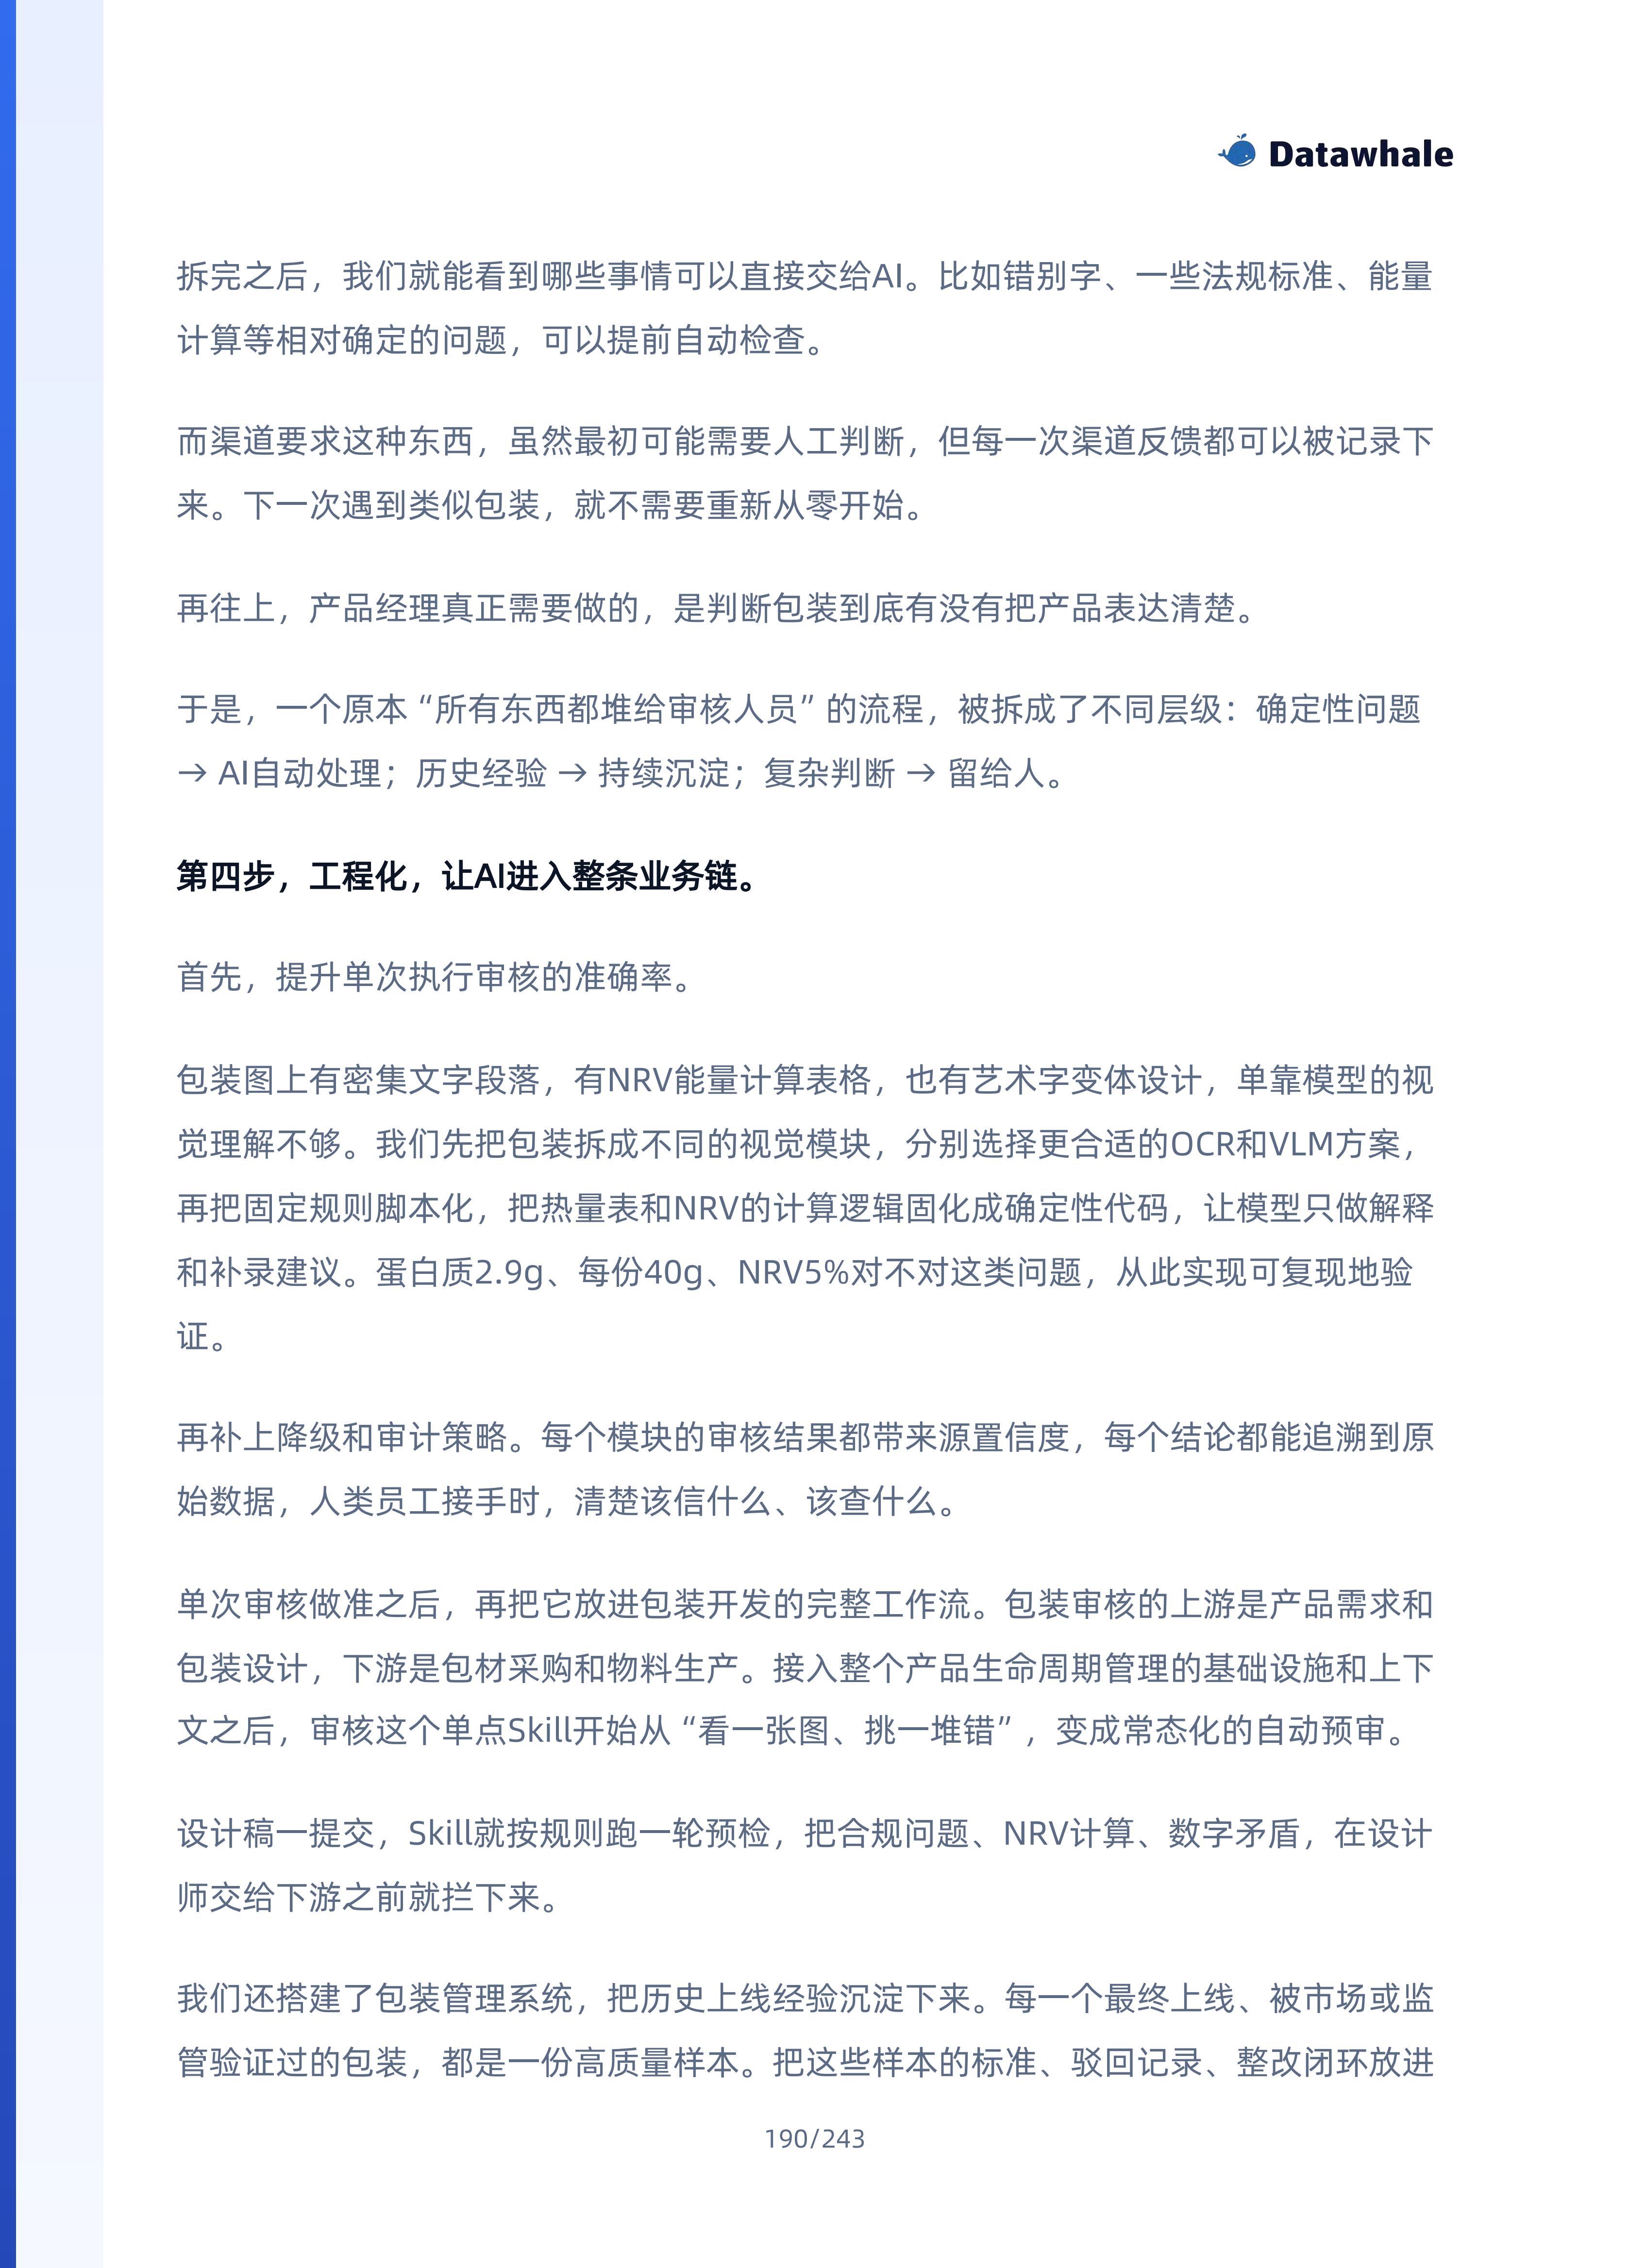 Datawhale
拆完之后，我们就能看到哪些事情可以直接交给AI。比如错别字、一些法规标准、能量
计算等相对确定的问题，可以提前自动检查。
而渠道要求这种东西，虽然最初可能需要人工判断，但每一次渠道反馈都可以被记录下
来。下一次遇到类似包装，就不需要重新从零开始。
再往上，产品经理真正需要做的，是判断包装到底有没有把产品表达清楚。
于是，一个原本“所有东西都堆给审核人员”的流程，被拆成了不同层级：确定性问题
→ AI自动处理；历史经验 → 持续沉淀；复杂判断 → 留给人。
第四步，工程化，让AI进入整条业务链。
首先，提升单次执行审核的准确率。
包装图上有密集文字段落，有NRV能量计算表格，也有艺术字变体设计，单靠模型的视
觉理解不够。我们先把包装拆成不同的视觉模块，分别选择更合适的OCR和VLM方案，
再把固定规则脚本化，把热量表和NRV的计算逻辑固化成确定性代码，让模型只做解释
和补录建议。蛋白质2.9g、每份40g、NRV5%对不对这类问题，从此实现可复现地验
证。
再补上降级和审计策略。每个模块的审核结果都带来源置信度，每个结论都能追溯到原
始数据，人类员工接手时，清楚该信什么、该查什么。
单次审核做准之后，再把它放进包装开发的完整工作流。包装审核的上游是产品需求和
包装设计，下游是包材采购和物料生产。接入整个产品生命周期管理的基础设施和上下
文之后，审核这个单点Skill开始从“看一张图、挑一堆错”，变成常态化的自动预审。
设计稿一提交，Skill就按规则跑一轮预检，把合规问题、NRV计算、数字矛盾，在设计
师交给下游之前就拦下来。
我们还搭建了包装管理系统，把历史上线经验沉淀下来。每一个最终上线、被市场或监
管验证过的包装，都是一份高质量样本。把这些样本的标准、驳回记录、整改闭环放进
190/243